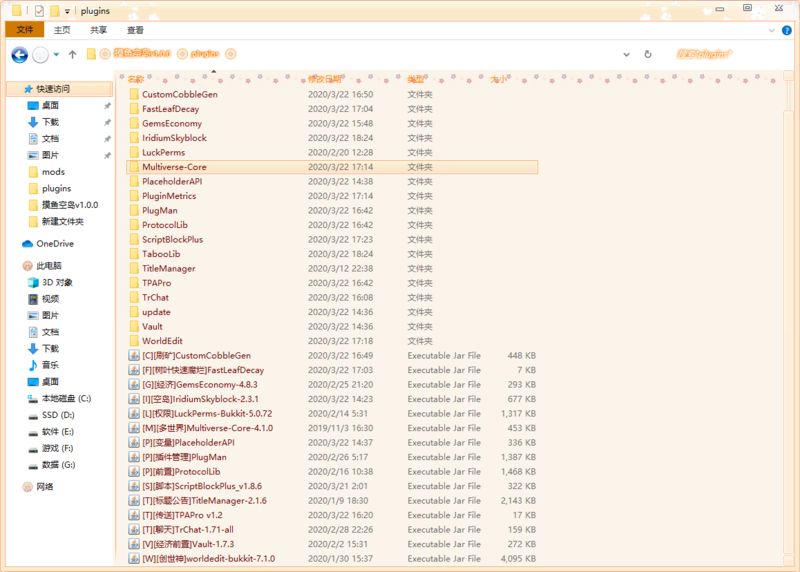 plugins
文件 主页 共享 查看
摸鱼空岛v1.0.0 plugins 搜索"plugins"
名称 修改日期 类型 大小
快速访问
桌面
下载
文档
图片
mods
plugins
摸鱼空岛v1.0.0
新建文件夹
OneDrive
此电脑
3D 对象
视频
图片
文档
下载
音乐
桌面
本地磁盘 (C:)
SSD (D:)
软件 (E:)
游戏 (F:)
数据 (G:)
网络
CustomCobbleGen 2020/3/22 16:50 文件夹
FastLeafDecay 2020/3/22 17:04 文件夹
GemsEconomy 2020/3/22 15:48 文件夹
IridiumSkyblock 2020/3/22 18:24 文件夹
LuckPerms 2020/2/20 12:28 文件夹
Multiverse-Core 2020/3/22 17:14 文件夹
PlaceholderAPI 2020/3/22 14:38 文件夹
PluginMetrics 2020/3/22 17:14 文件夹
PlugMan 2020/3/22 16:42 文件夹
ProtocolLib 2020/3/22 16:42 文件夹
ScriptBlockPlus 2020/3/22 17:23 文件夹
TabooLib 2020/3/22 18:24 文件夹
TitleManager 2020/3/12 22:38 文件夹
TPAPro 2020/3/22 16:42 文件夹
TrChat 2020/3/22 16:08 文件夹
update 2020/3/22 14:36 文件夹
Vault 2020/3/22 14:36 文件夹
WorldEdit 2020/3/22 17:18 文件夹
[C][刷矿]CustomCobbleGen 2020/3/22 16:49 Executable Jar File 448 KB
[F][树叶快速腐烂]FastLeafDecay 2020/3/22 17:03 Executable Jar File 7 KB
[G][经济]GemsEconomy-4.8.3 2020/2/25 21:20 Executable Jar File 293 KB
[I][空岛]IridiumSkyblock-2.3.1 2020/3/22 14:23 Executable Jar File 677 KB
[L][权限]LuckPerms-Bukkit-5.0.72 2020/2/14 5:31 Executable Jar File 1,317 KB
[M][多世界]Multiverse-Core-4.1.0 2019/11/3 16:30 Executable Jar File 453 KB
[P][变量]PlaceholderAPI 2020/3/22 14:37 Executable Jar File 336 KB
[P][插件管理]PlugMan 2020/2/26 5:17 Executable Jar File 1,387 KB
[P][前置]ProtocolLib 2020/2/16 10:38 Executable Jar File 1,468 KB
[S][脚本]ScriptBlockPlus_v1.8.6 2020/3/21 2:01 Executable Jar File 322 KB
[T][标题公告]TitleManager-2.1.6 2020/1/9 18:30 Executable Jar File 2,143 KB
[T][传送]TPAPro v1.2 2020/3/22 16:20 Executable Jar File 17 KB
[T][聊天]TrChat-1.71-all 2020/2/28 22:26 Executable Jar File 159 KB
[V][经济前置]Vault-1.7.3 2020/2/2 15:31 Executable Jar File 272 KB
[W][创世神]worldedit-bukkit-7.1.0 2020/1/30 15:37 Executable Jar File 4,095 KB